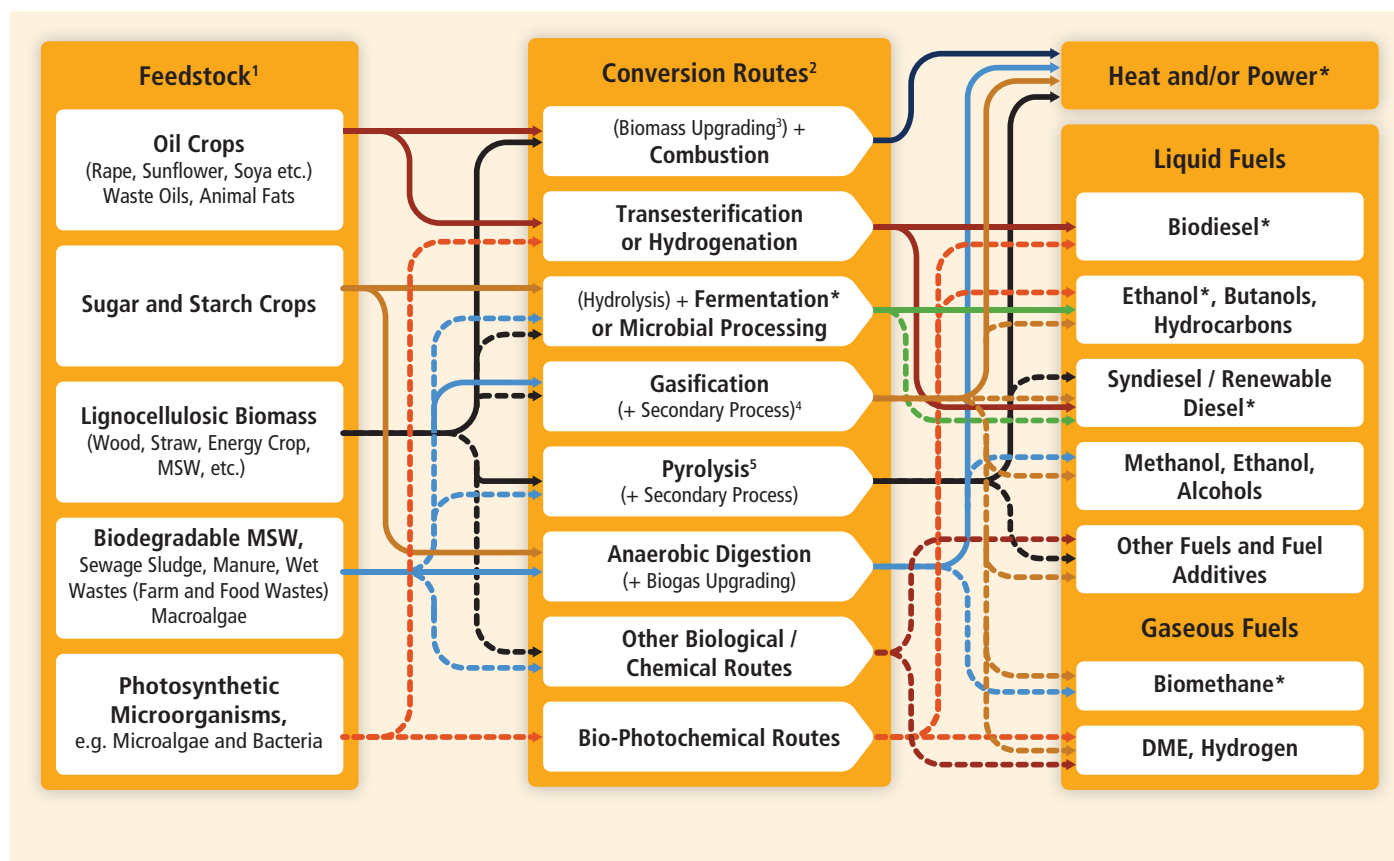 Feedstock¹
Oil Crops
(Rape, Sunflower, Soya etc.)
Waste Oils, Animal Fats
Sugar and Starch Crops
Lignocellulosic Biomass
(Wood, Straw, Energy Crop,
MSW, etc.)
Biodegradable MSW,
Sewage Sludge, Manure, Wet
Wastes (Farm and Food Wastes)
Macroalgae
Photosynthetic
Microorganisms,
e.g. Microalgae and Bacteria
Conversion Routes²
(Biomass Upgrading³) +
Combustion
Transesterification
or Hydrogenation
(Hydrolysis) + Fermentation*
or Microbial Processing
Gasification
(+ Secondary Process)⁴
Pyrolysis⁵
(+ Secondary Process)
Anaerobic Digestion
(+ Biogas Upgrading)
Other Biological /
Chemical Routes
Bio-Photochemical Routes
Heat and/or Power*
Liquid Fuels
Biodiesel*
Ethanol*, Butanols,
Hydrocarbons
Syndiesel / Renewable
Diesel*
Methanol, Ethanol,
Alcohols
Other Fuels and Fuel
Additives
Gaseous Fuels
Biomethane*
DME, Hydrogen